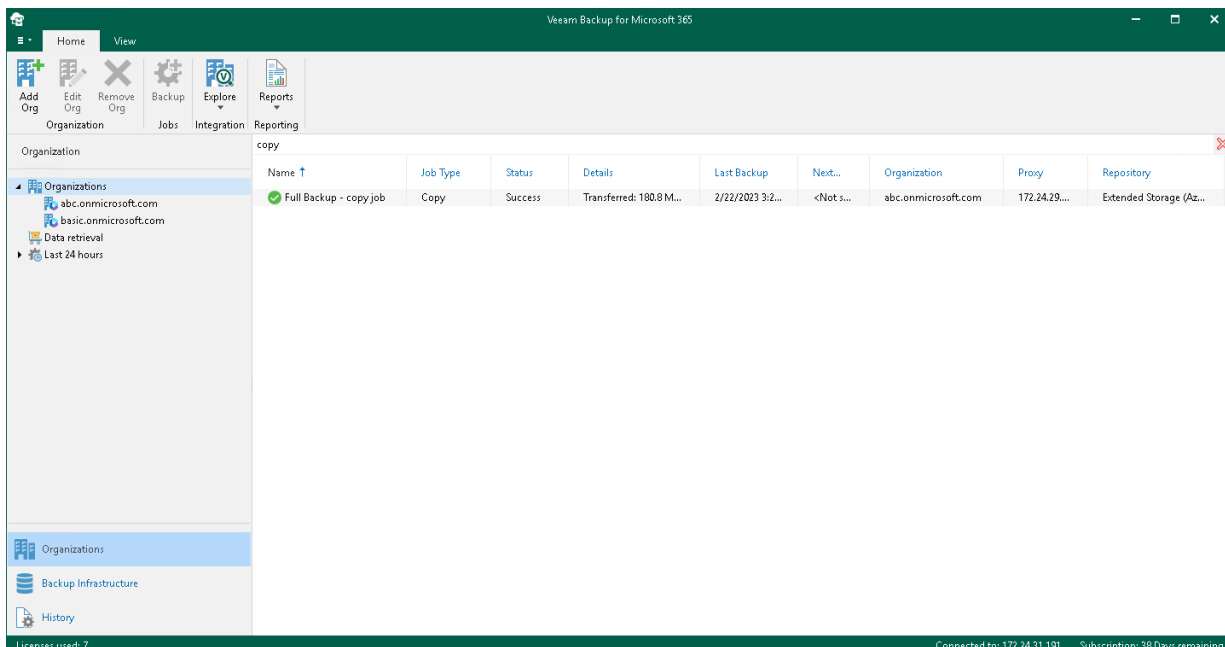 Veeam Backup for Microsoft 365
Home View
Add Org Edit Org Remove Org Backup Explore Reports
Organization Jobs Integration Reporting
Organization
copy
Name Job Type Status Details Last Backup Next... Organization Proxy Repository
Full Backup - copy job Copy Success Transferred: 180.8 M... 2/22/2023 3:2... <Not s... abc.onmicrosoft.com 172.24.29.... Extended Storage (Az...
Organizations
abc.onmicrosoft.com
basic.onmicrosoft.com
Data retrieval
Last 24 hours
Organizations
Backup Infrastructure
History
Licenses used: 7 Connected to: 172.24.31.191 Subscription: 38 Days remaining